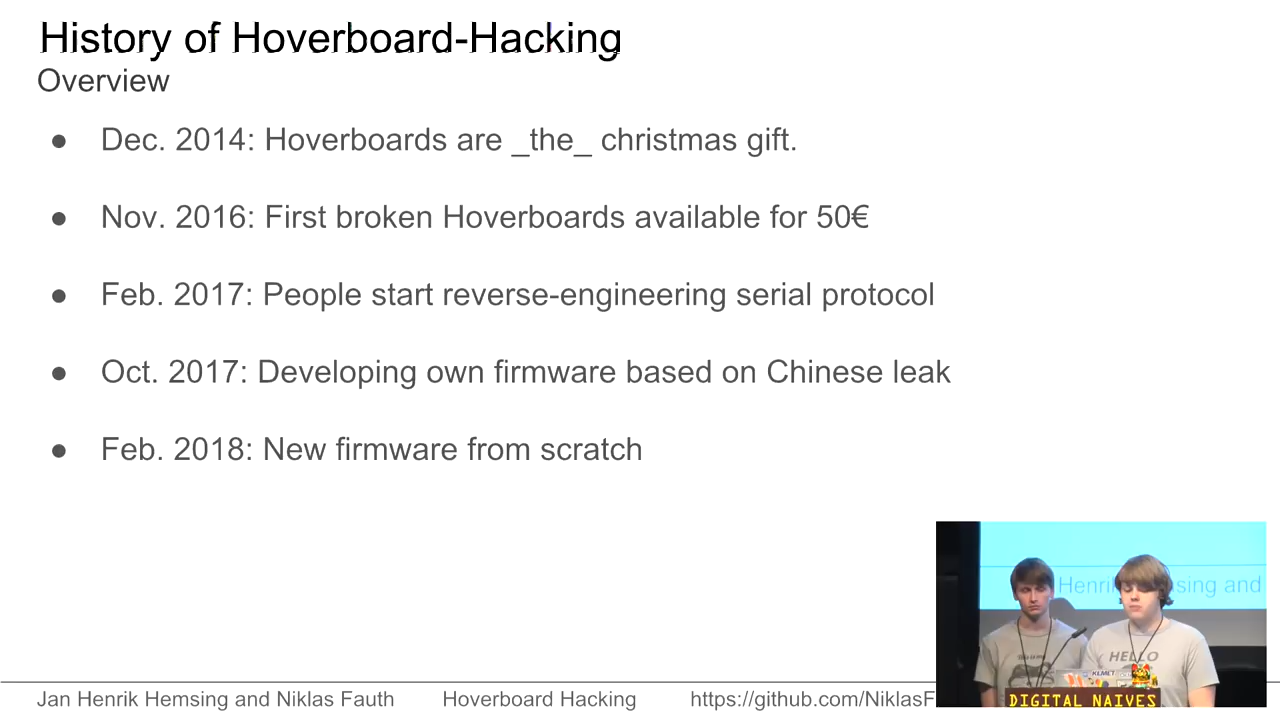 History of Hoverboard-Hacking
Overview
● Dec. 2014: Hoverboards are _the_ christmas gift.
● Nov. 2016: First broken Hoverboards available for 50€
● Feb. 2017: People start reverse-engineering serial protocol
● Oct. 2017: Developing own firmware based on Chinese leak
● Feb. 2018: New firmware from scratch
Henri sing and
HELLO
DIGITAL NAIVES
Jan Henrik Hemsing and Niklas Fauth Hoverboard Hacking https://github.com/NiklasF